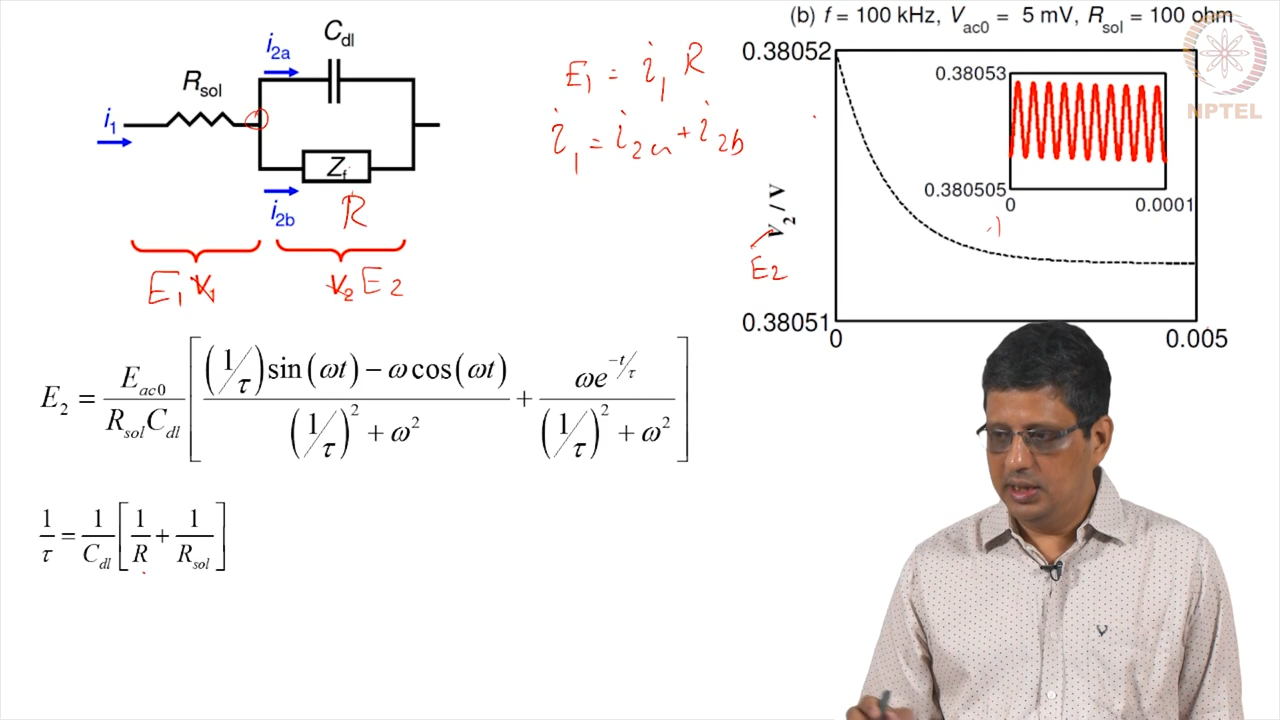 (b) f = 100 kHz, V_ac0 = 5 mV, R_sol = 100 ohm
NPTEL
C_dl
i_2a
R_sol
i_1
Z_f
i_2b
R
E_1 V_1
V_2 E_2
E_1 = i_1 R
i_1 = i_2a + i_2b
0.38052
0.38053
0.380505
0
0.0001
V_2 / V
E_2
0.38051
0
0.005
E_2 = E_ac0 / (R_sol C_dl) [ ((1/τ) sin(ωt) − ω cos(ωt)) / ((1/τ)^2 + ω^2) + ωe^(−t/τ) / ((1/τ)^2 + ω^2) ]
1/τ = 1/C_dl [ 1/R + 1/R_sol ]